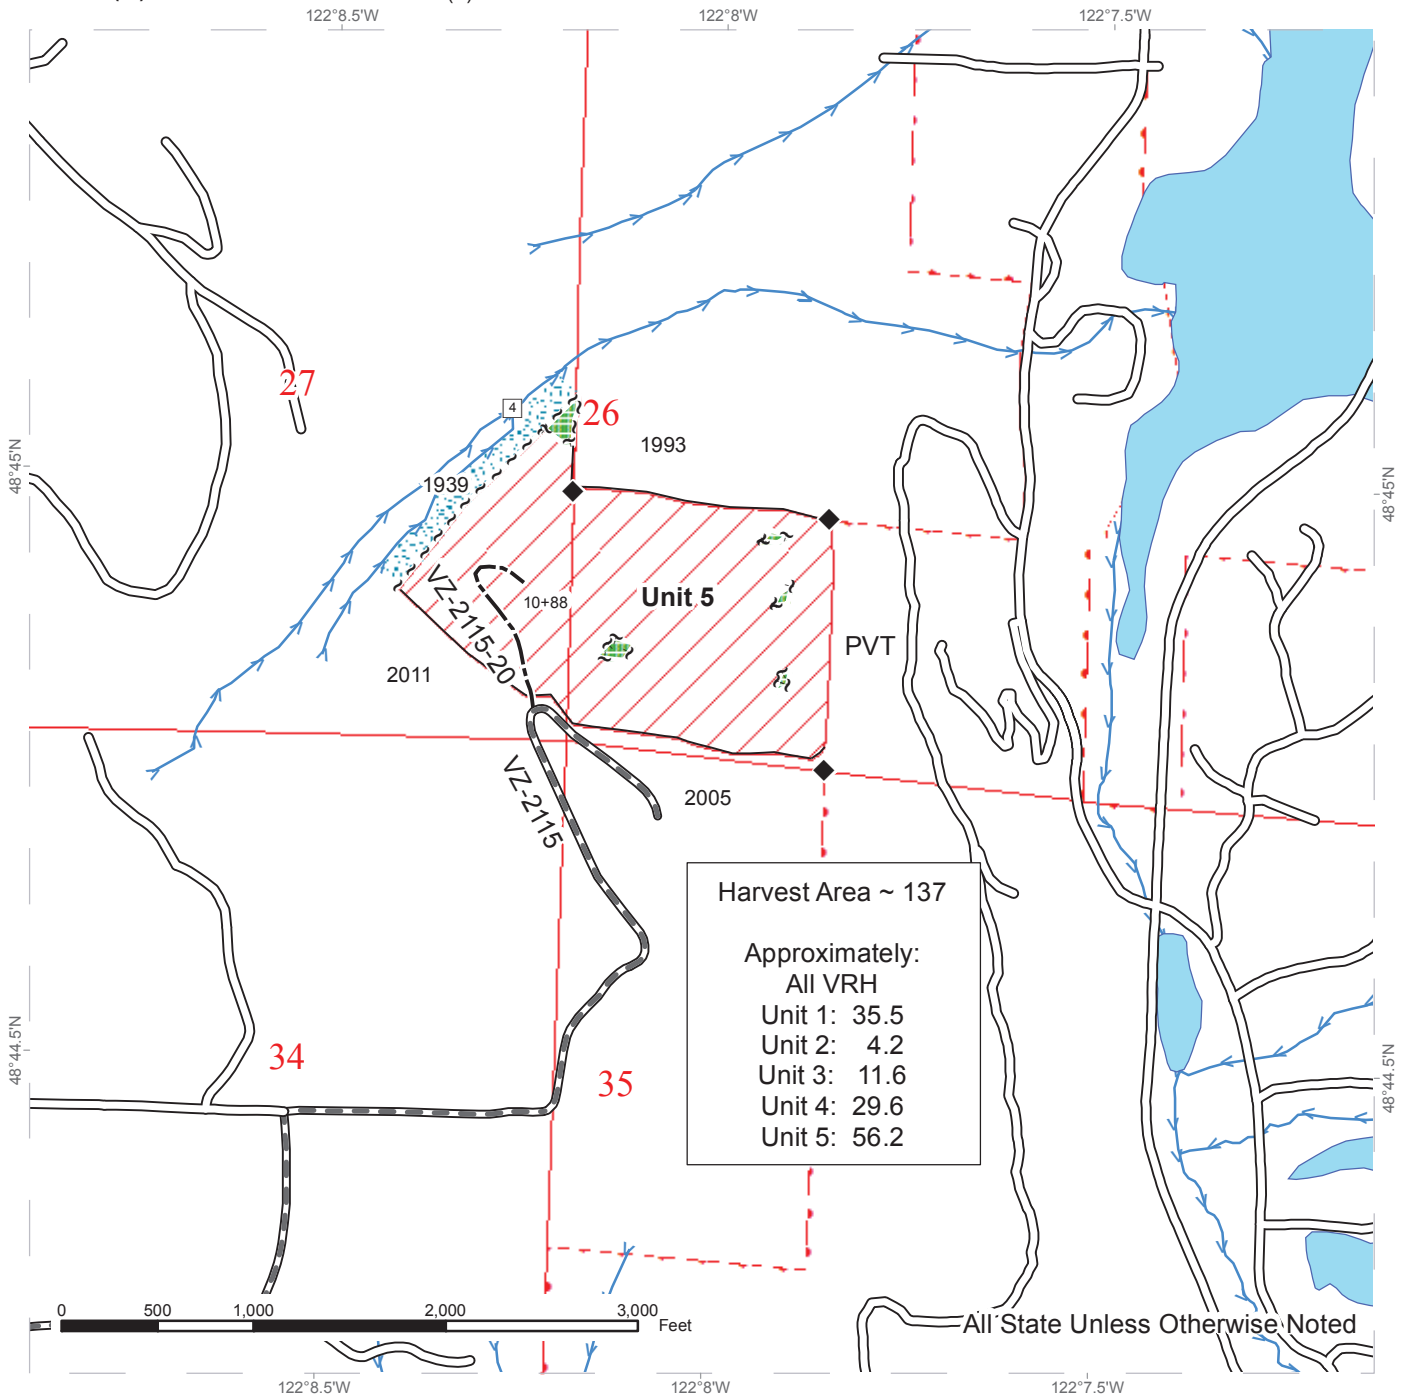 122°8.5'W
122°8'W
122°7.5'W
27
4
26
1993
48°45'N
48°45'N
1939
VZ-2115-20
10+88
Unit 5
PVT
2011
VZ-2115
2005
Harvest Area ~ 137
Approximately:
All VRH
Unit 1: 35.5
Unit 2: 4.2
Unit 3: 11.6
Unit 4: 29.6
Unit 5: 56.2
48°44.5'N
48°44.5'N
34
35
0 500 1,000 2,000 3,000
Feet
All State Unless Otherwise Noted
122°8.5'W
122°8'W
122°7.5'W